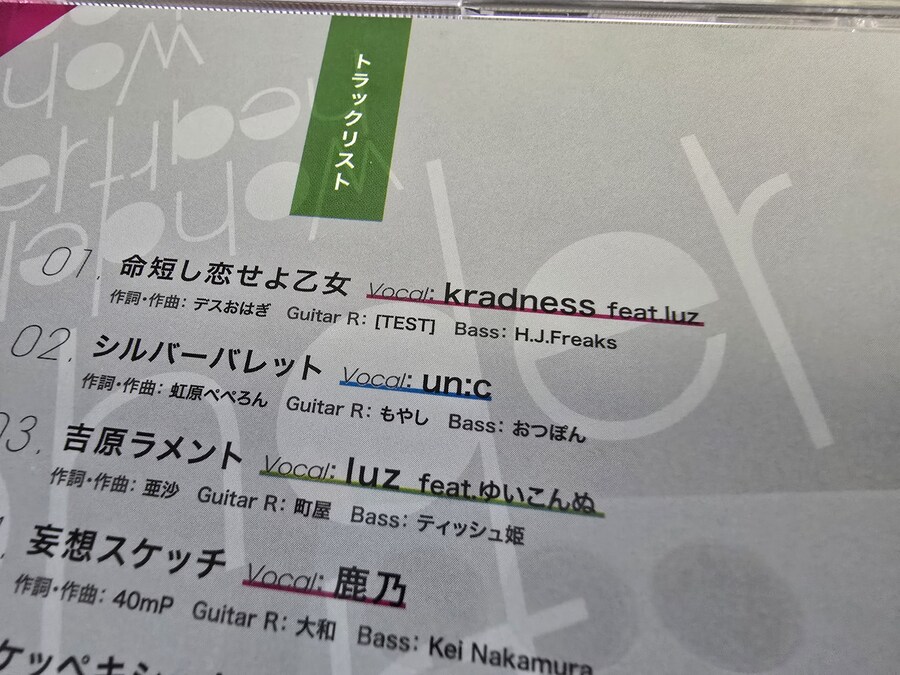 トラックリスト
01. 命短し恋せよ乙女 Vocal: kradness feat.luz
作詞・作曲: デスおはぎ Guitar R: [TEST] Bass: H.J.Freaks
02. シルバーバレット Vocal: un:c
作詞・作曲: 虹原ぺぺろん Guitar R: もやし Bass: おつぽん
03. 吉原ラメント Vocal: luz feat.ゆいこんぬ
作詞・作曲: 亜沙 Guitar R: 町屋 Bass: ティッシュ姫
妄想スケッチ Vocal: 鹿乃
作詞・作曲: 40mP Guitar R: 大和 Bass: Kei Nakamura